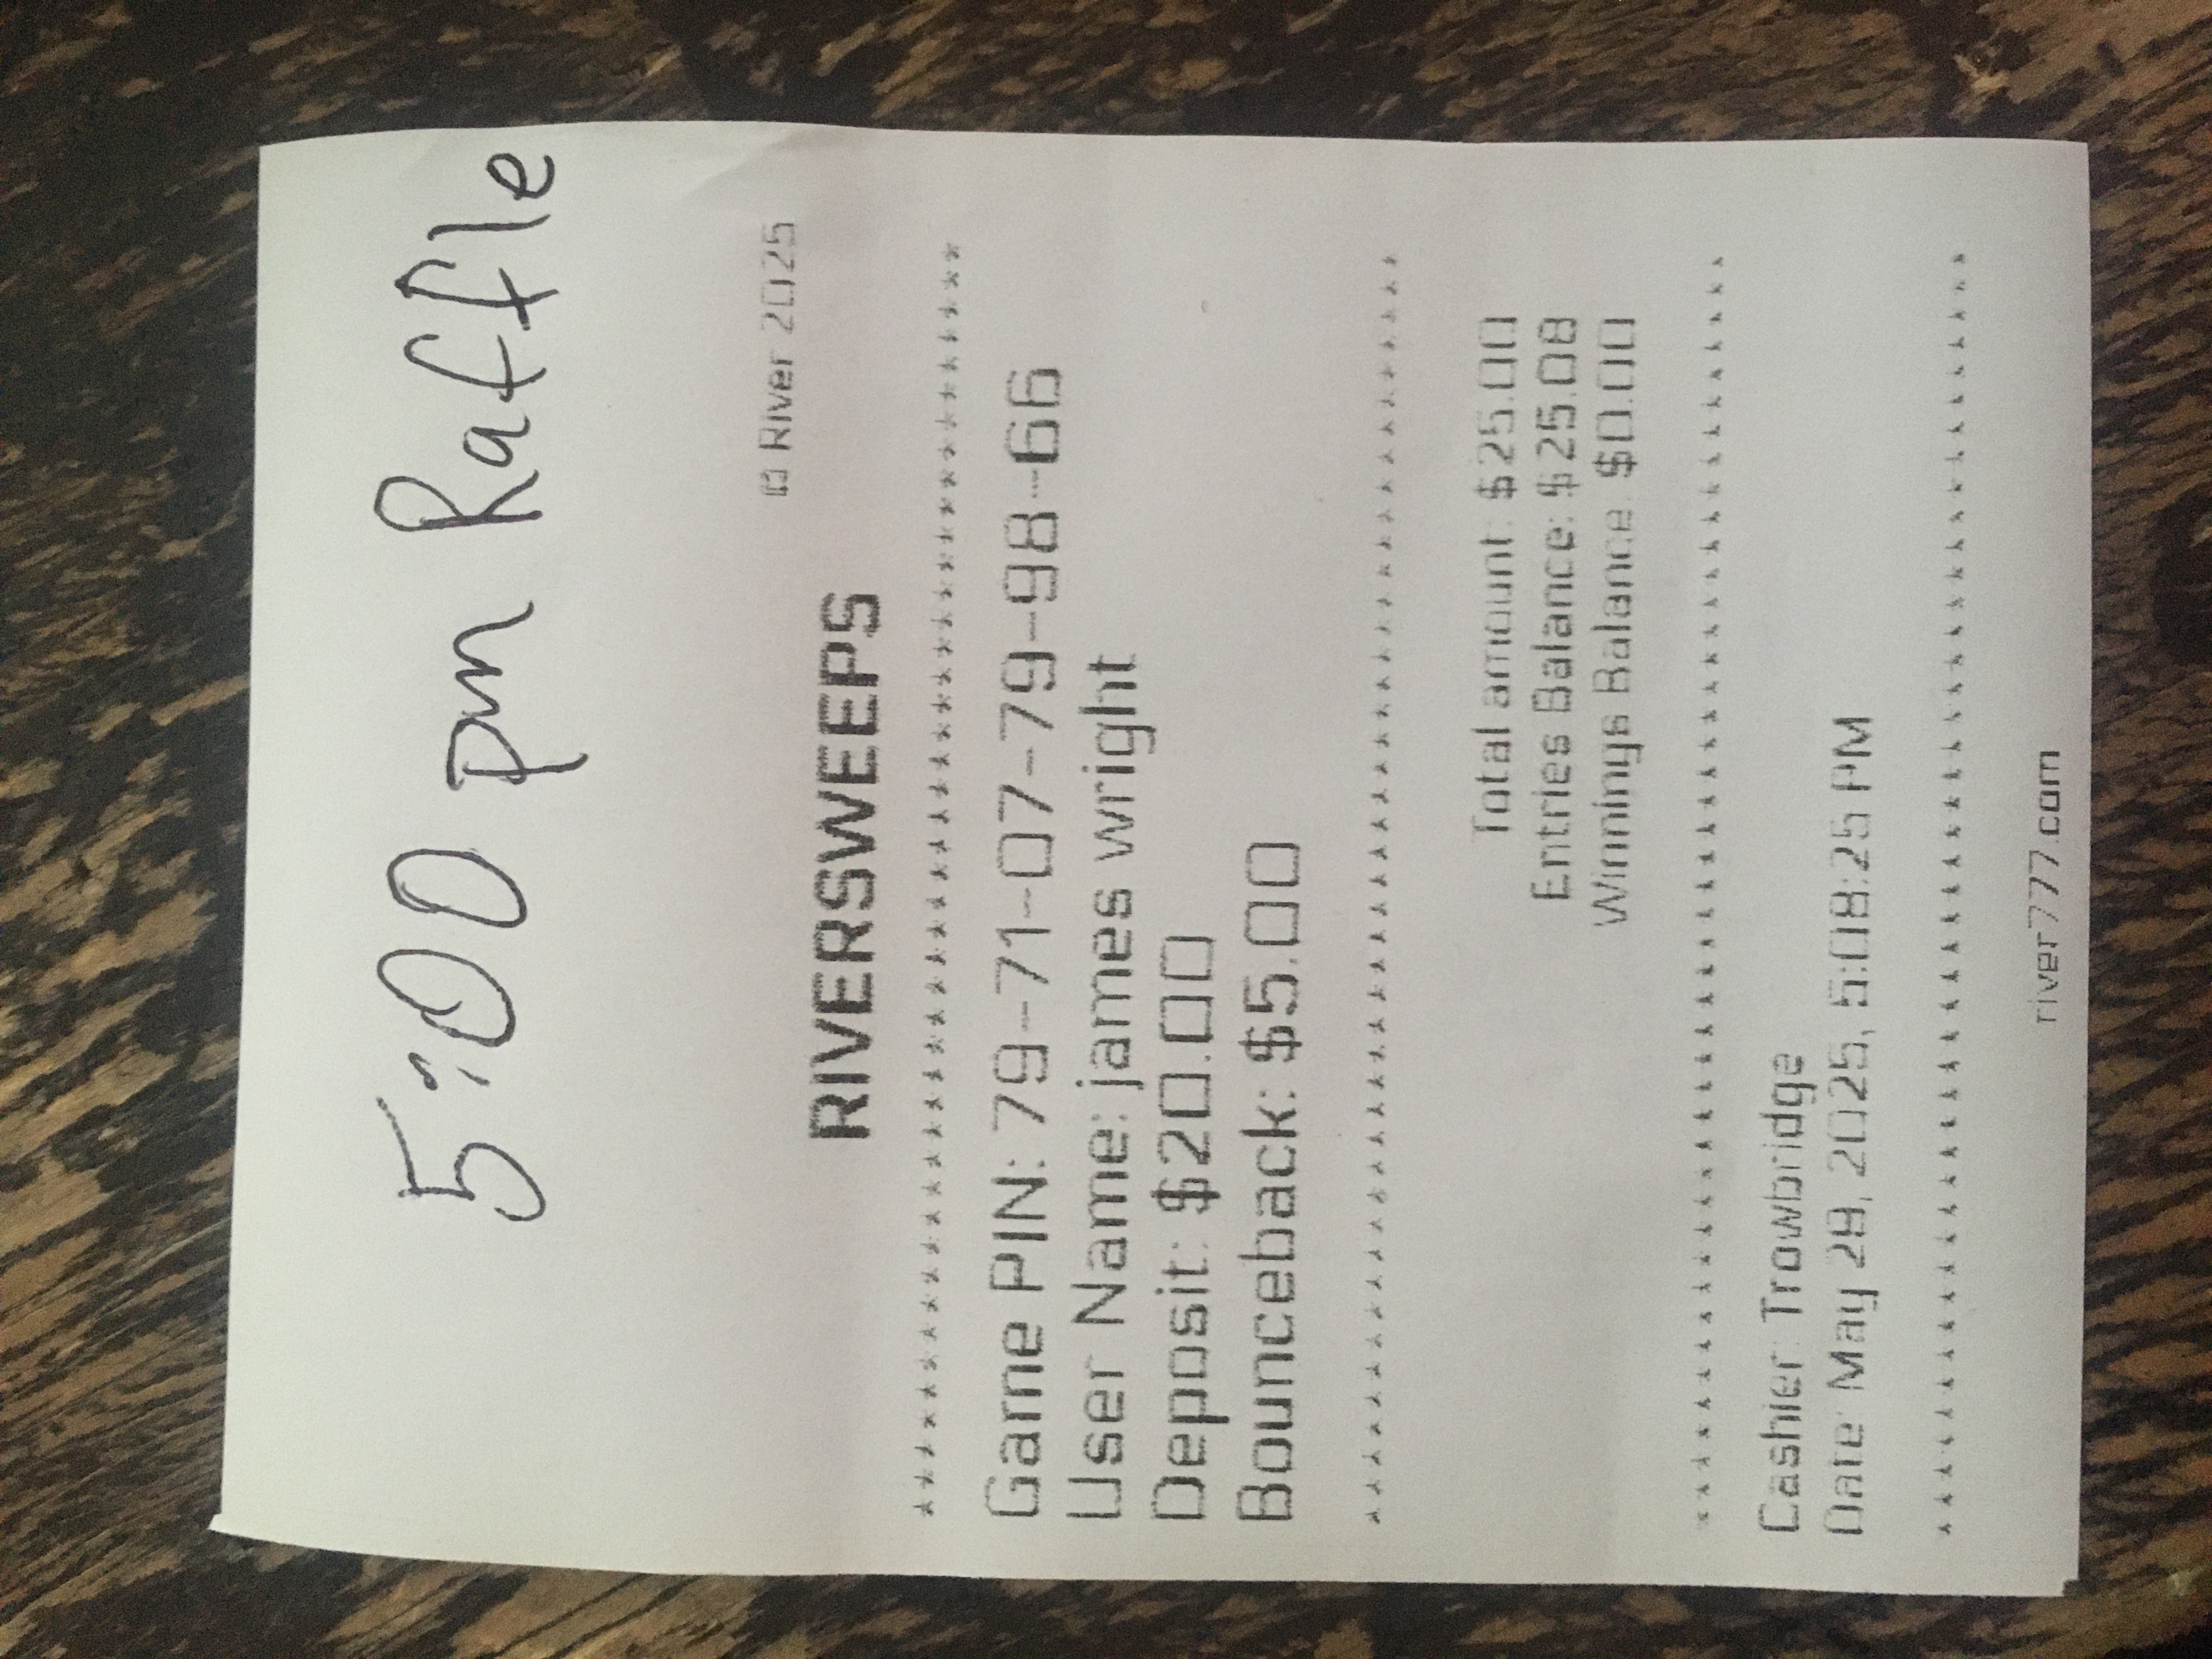 5:00 pm Raffle
River 2025
RIVERSWEEPS
****************************************
Game PIN: 79-71-07-79-98-66
User Name: james wright
Deposit: $20.00
Bounceback: $5.00
****************************************
Total amount: $25.00
Entries Balance: $25.08
Winnings Balance: $0.00
****************************************
Cashier: Trowbridge
Date: May 29, 2025, 5:08:25 PM
****************************************
river777.com